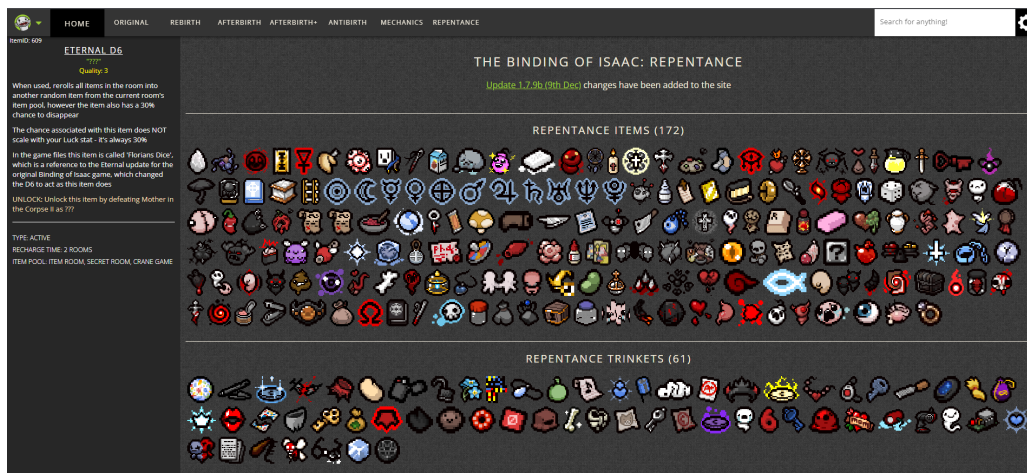 HOME
ORIGINAL
REBIRTH
AFTERBIRTH
AFTERBIRTH+
ANTIBIRTH
MECHANICS
REPENTANCE
Search for anything!
ItemID: 609
ETERNAL D6
"???"
Quality: 3
When used, rerolls all items in the room into
another random item from the current room's
item pool, however the item also has a 30%
chance to disappear
The chance associated with this item does NOT
scale with your Luck stat - it's always 30%
In the game files this item is called 'Florians Dice',
which is a reference to the Eternal update for the
original Binding of Isaac game, which changed
the D6 to act as this item does
UNLOCK: Unlock this item by defeating Mother in
the Corpse II as ???
TYPE: ACTIVE
RECHARGE TIME: 2 ROOMS
ITEM POOL: ITEM ROOM, SECRET ROOM, CRANE GAME
THE BINDING OF ISAAC: REPENTANCE
Update 1.7.9b (9th Dec) changes have been added to the site
REPENTANCE ITEMS (172)
REPENTANCE TRINKETS (61)